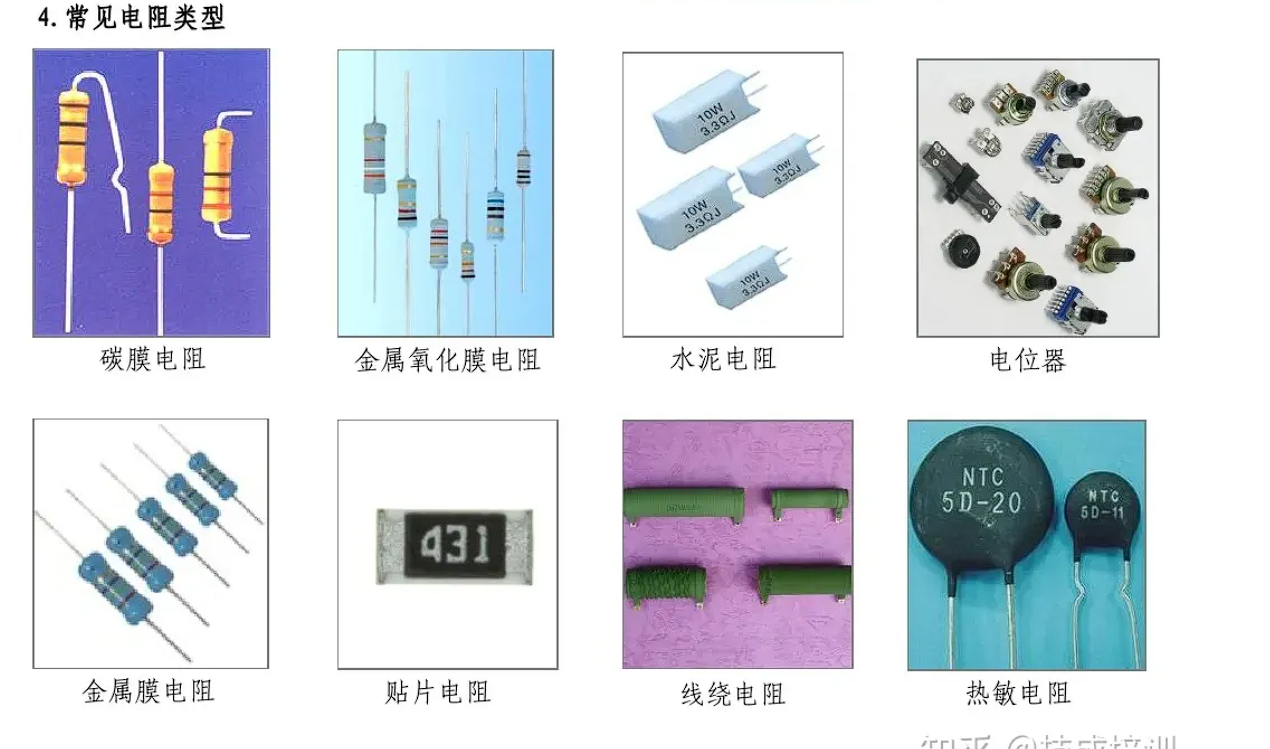 4.常见电阻类型
10W
3.3ΩJ
10W
3.3ΩJ
10W
3.3ΩJ
10W
3.3ΩJ
碳膜电阻
金属氧化膜电阻
水泥电阻
电位器
431
NTC
5D-20
NTC
5D-11
金属膜电阻
贴片电阻
线绕电阻
热敏电阻